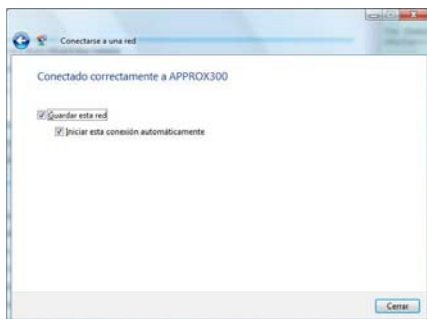 Conectarse a una red
Conectado correctamente a APPROX300
Guardar esta red
Iniciar esta conexión automáticamente
Cerrar